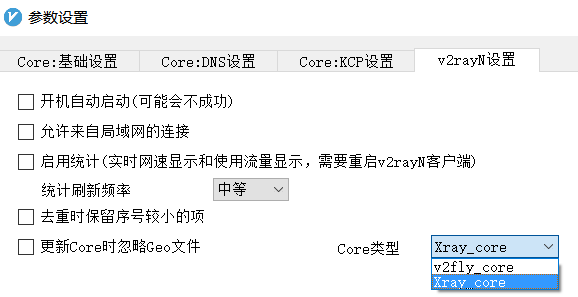 参数设置
Core:基础设置 Core:DNS设置 Core:KCP设置 v2rayN设置
开机自动启动(可能会不成功)
允许来自局域网的连接
启用统计(实时网速显示和使用流量显示，需要重启v2rayN客户端)
统计刷新频率 中等
去重时保留序号较小的项
更新Core时忽略Geo文件 Core类型 Xray_core
v2fly_core
Xray_core